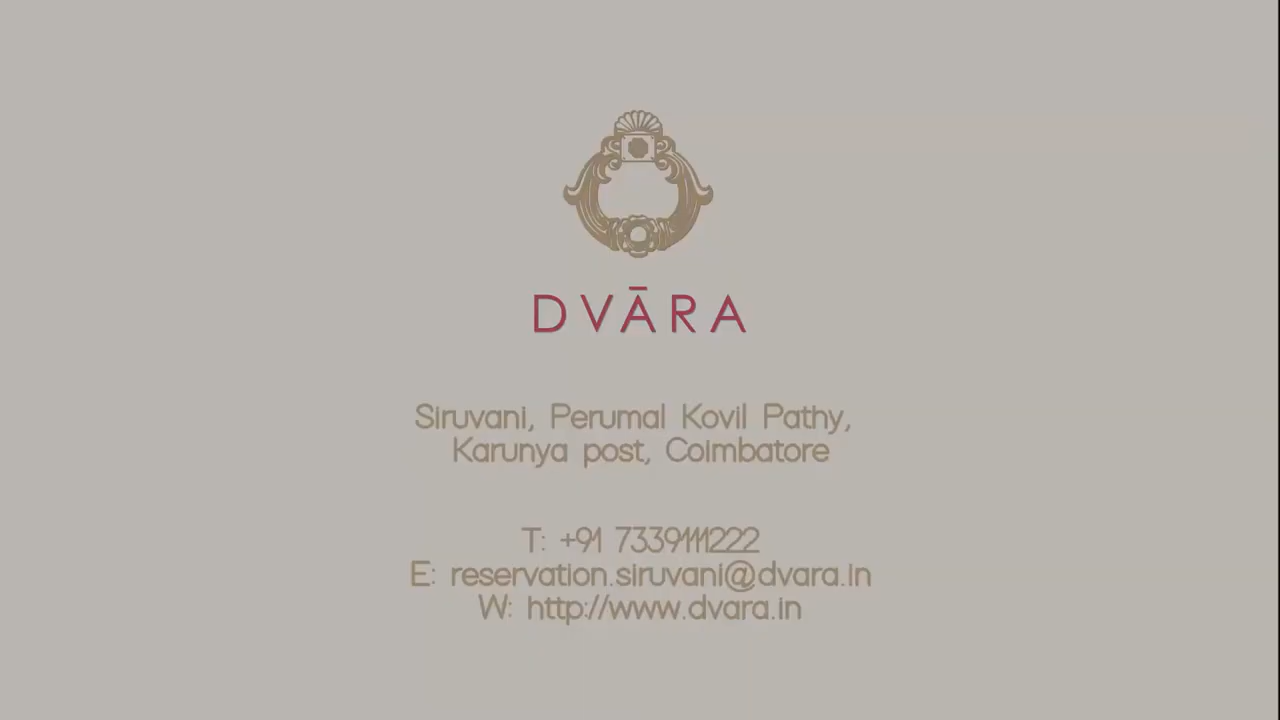 DVĀRA
Siruvani, Perumal Kovil Pathy,
Karunya post, Coimbatore
T: +91 7339111222
E: reservation.siruvani@dvara.in
W: http://www.dvara.in